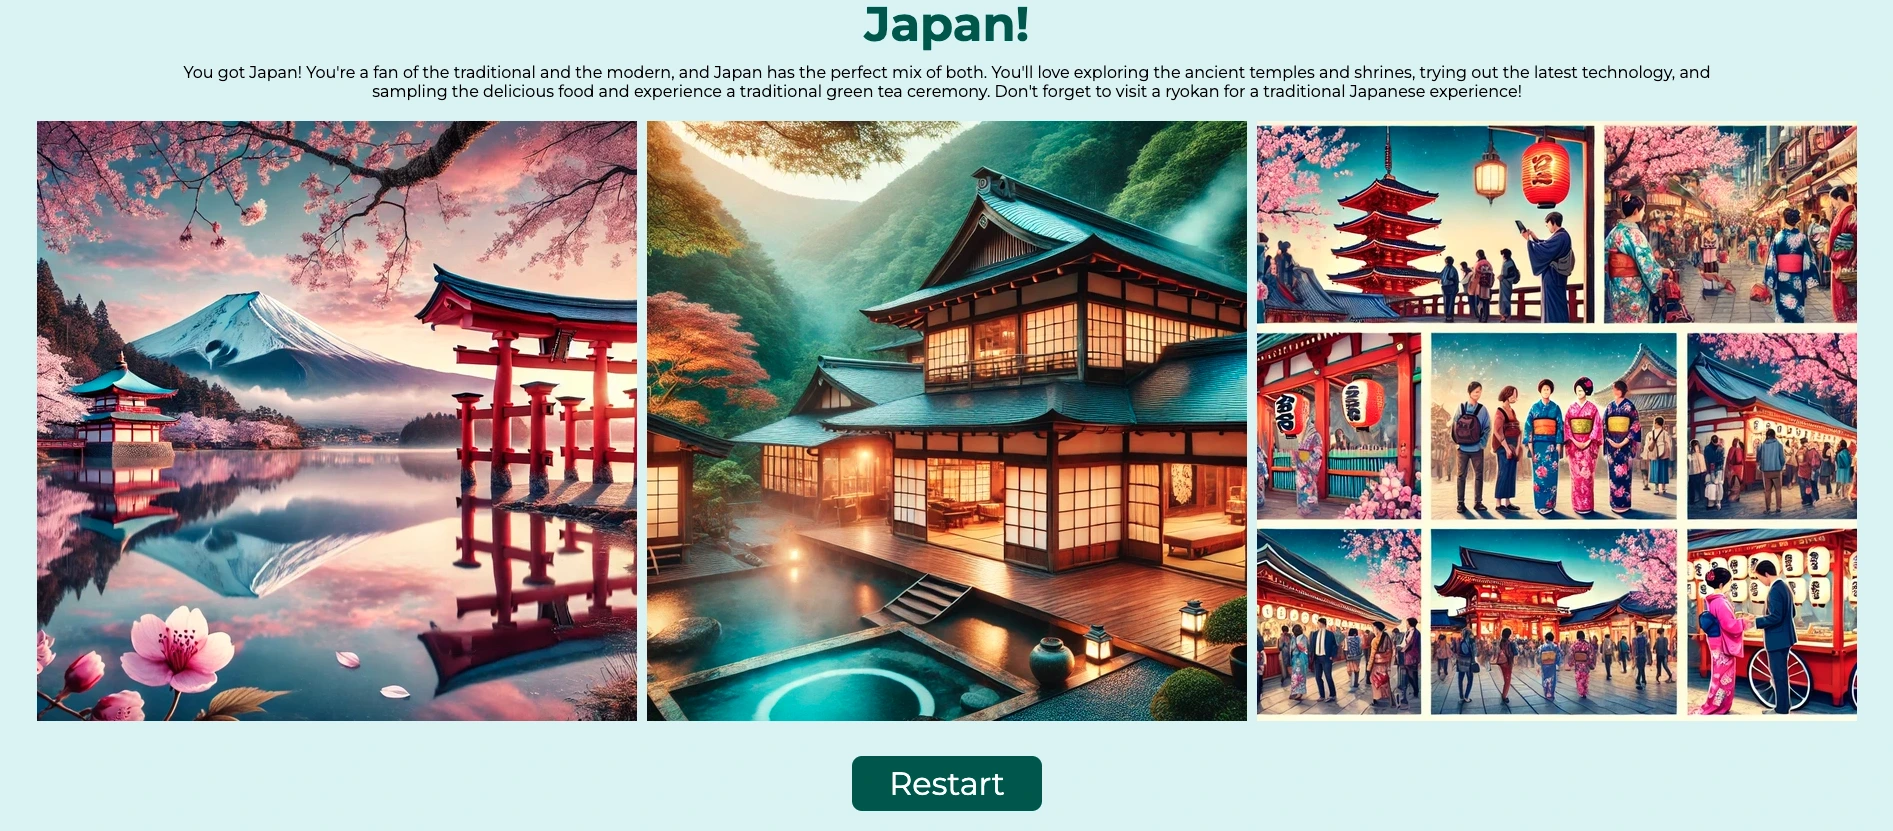 Japan!
You got Japan! You're a fan of the traditional and the modern, and Japan has the perfect mix of both. You'll love exploring the ancient temples and shrines, trying out the latest technology, and
sampling the delicious food and experience a traditional green tea ceremony. Don't forget to visit a ryokan for a traditional Japanese experience!
Restart